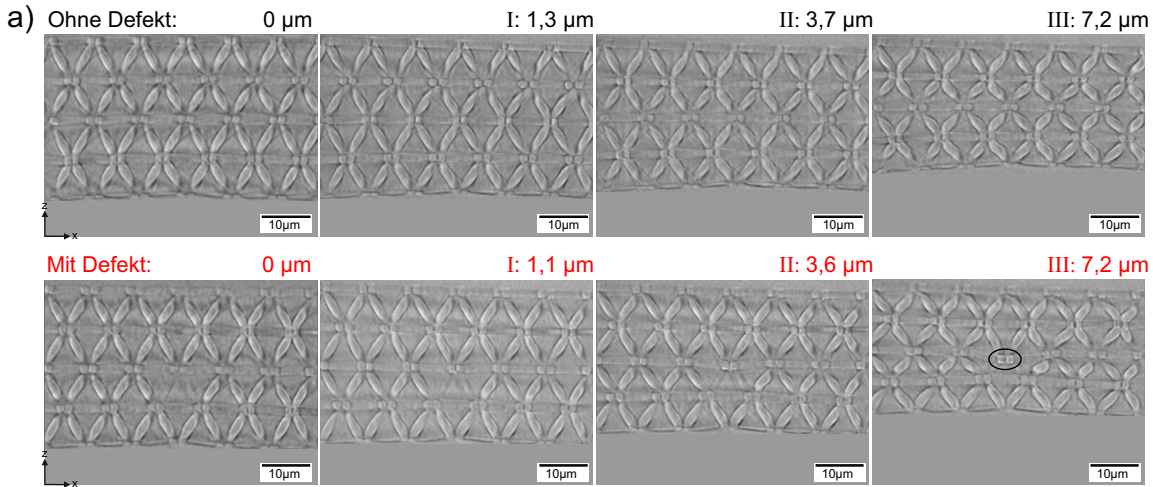 a)
Ohne Defekt: 0 µm I: 1,3 µm II: 3,7 µm III: 7,2 µm
z
x
10µm 10µm 10µm 10µm
Mit Defekt: 0 µm I: 1,1 µm II: 3,6 µm III: 7,2 µm
z
x
10µm 10µm 10µm 10µm